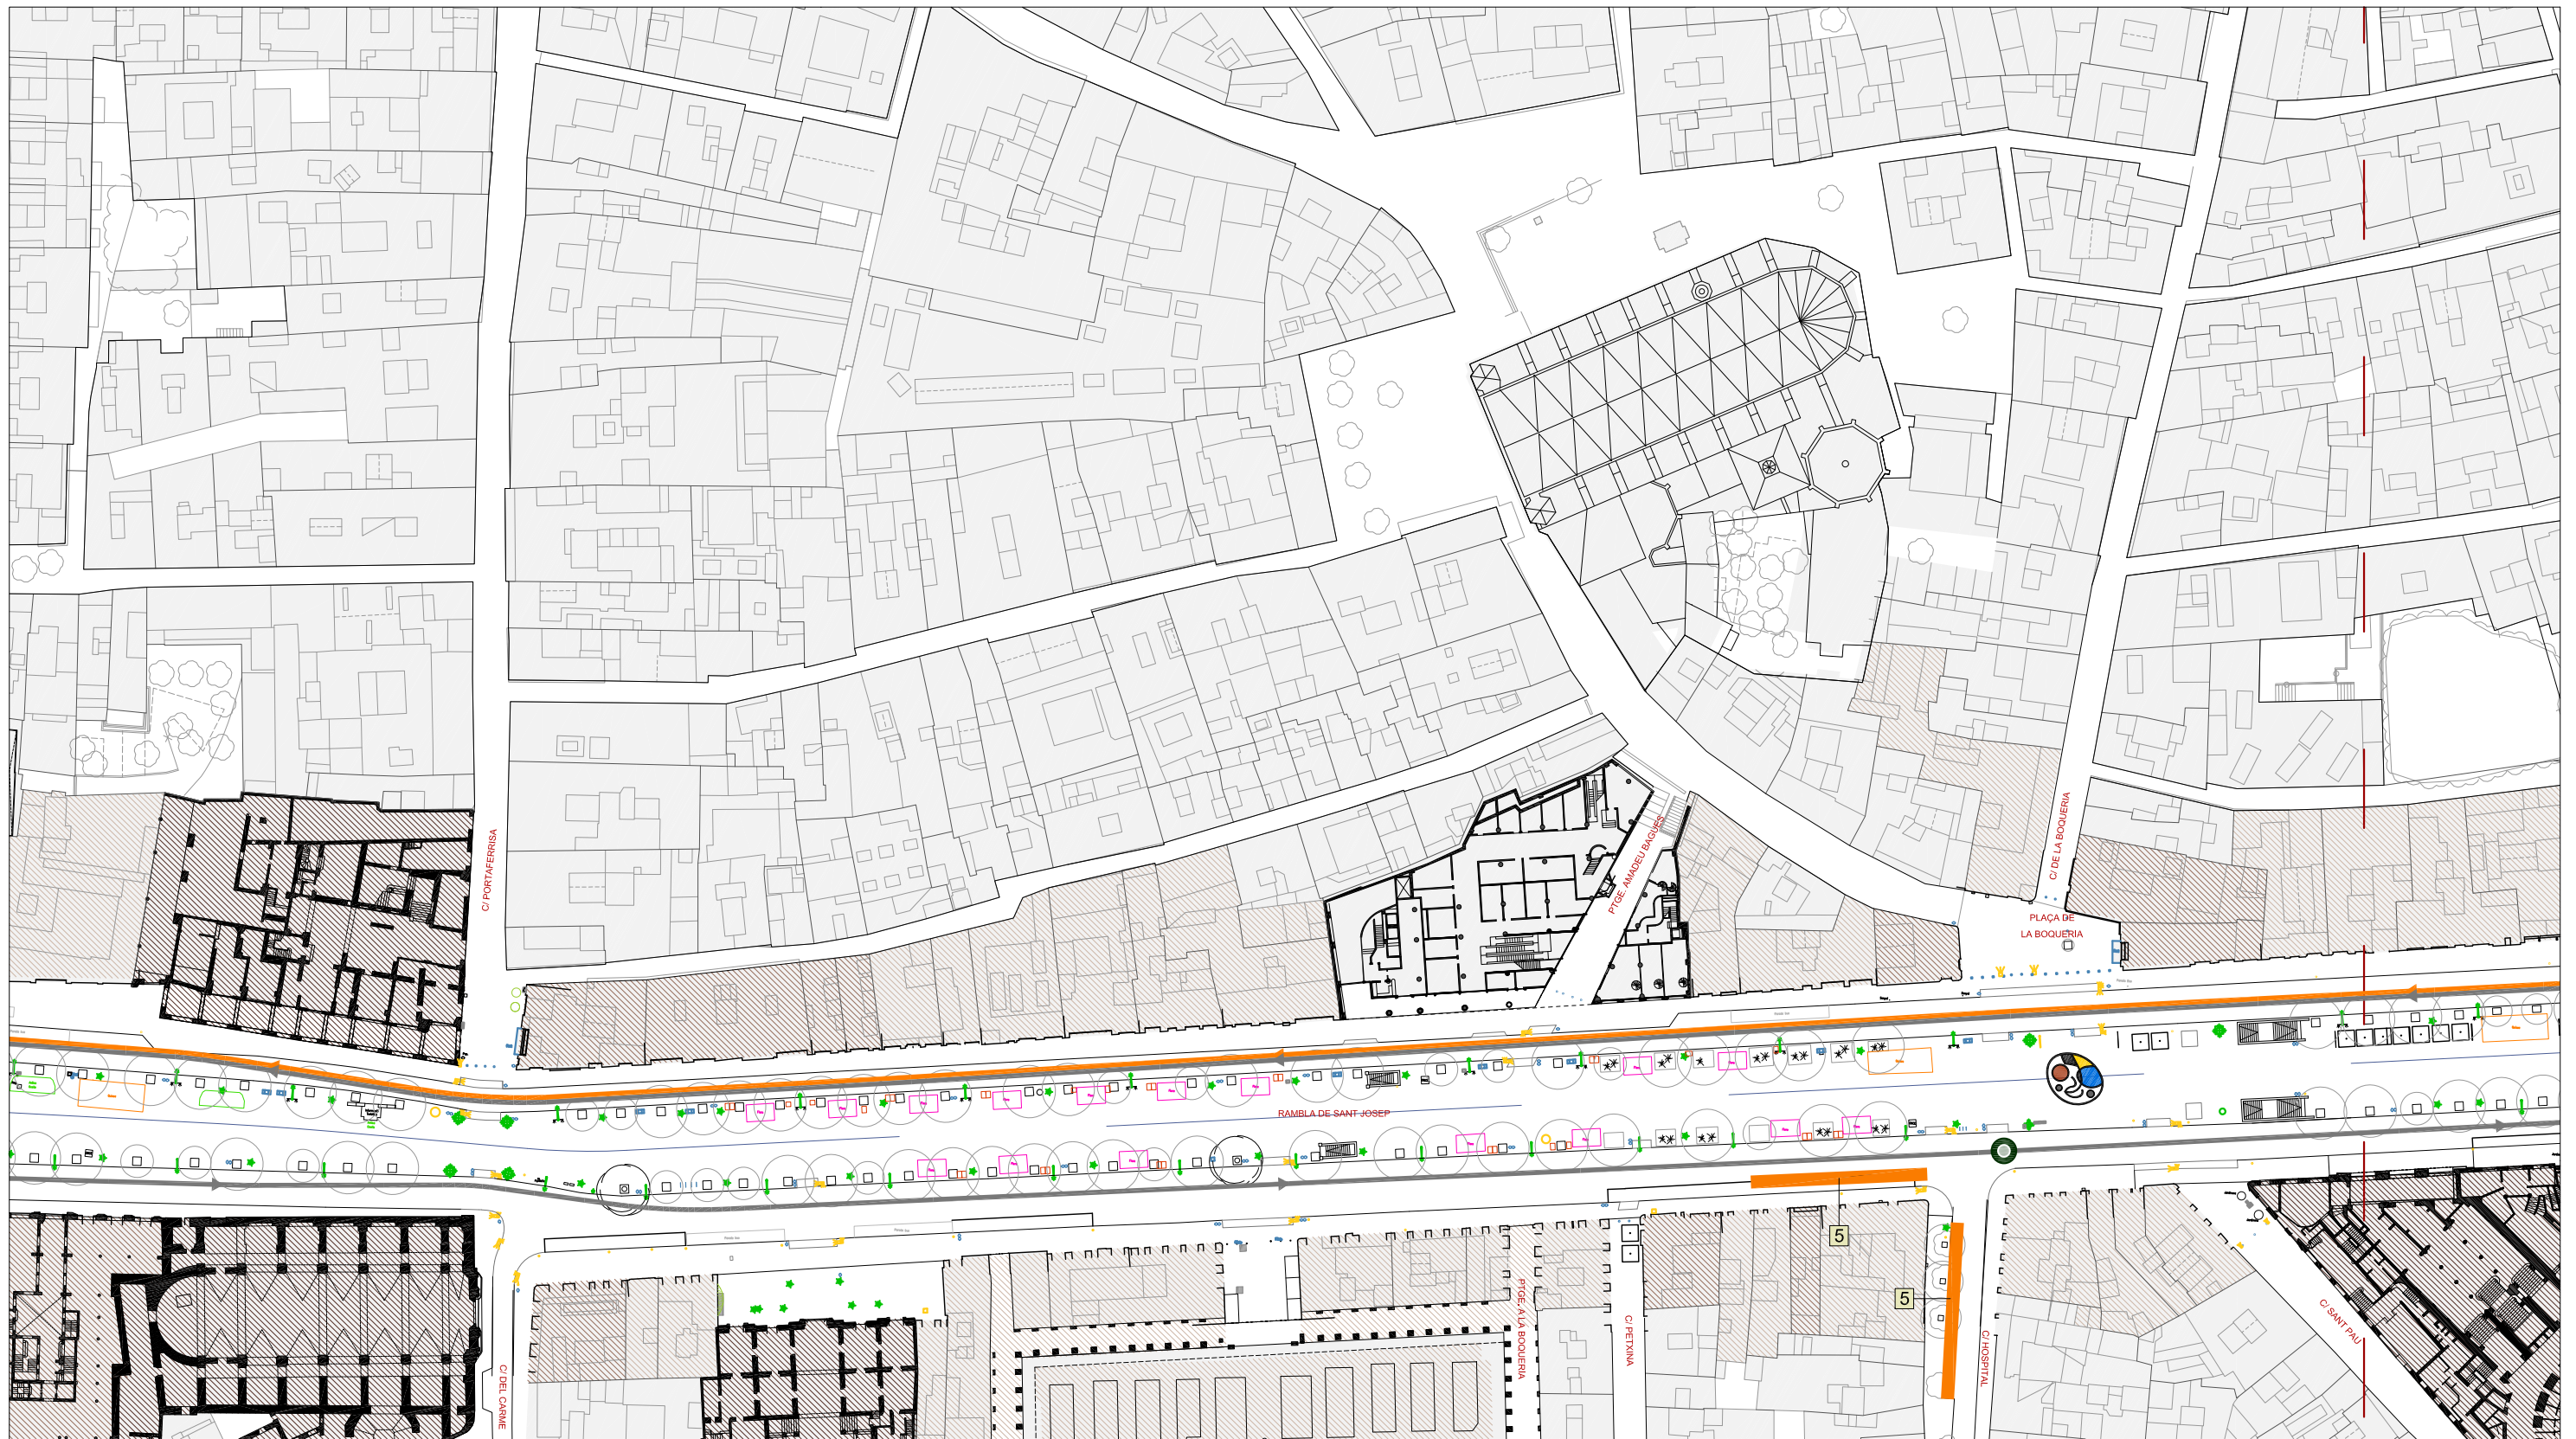 C/ PORTAFERRISA
PTGE. AMADEU BAGUÉS
C/ DE LA BOQUERIA
PLAÇA DE
LA BOQUERIA
RAMBLA DE SANT JOSEP
5
5
C/ DEL CARME
PTGE. A LA BOQUERIA
C/ PETXINA
C/ HOSPITAL
C/ SANT PAU